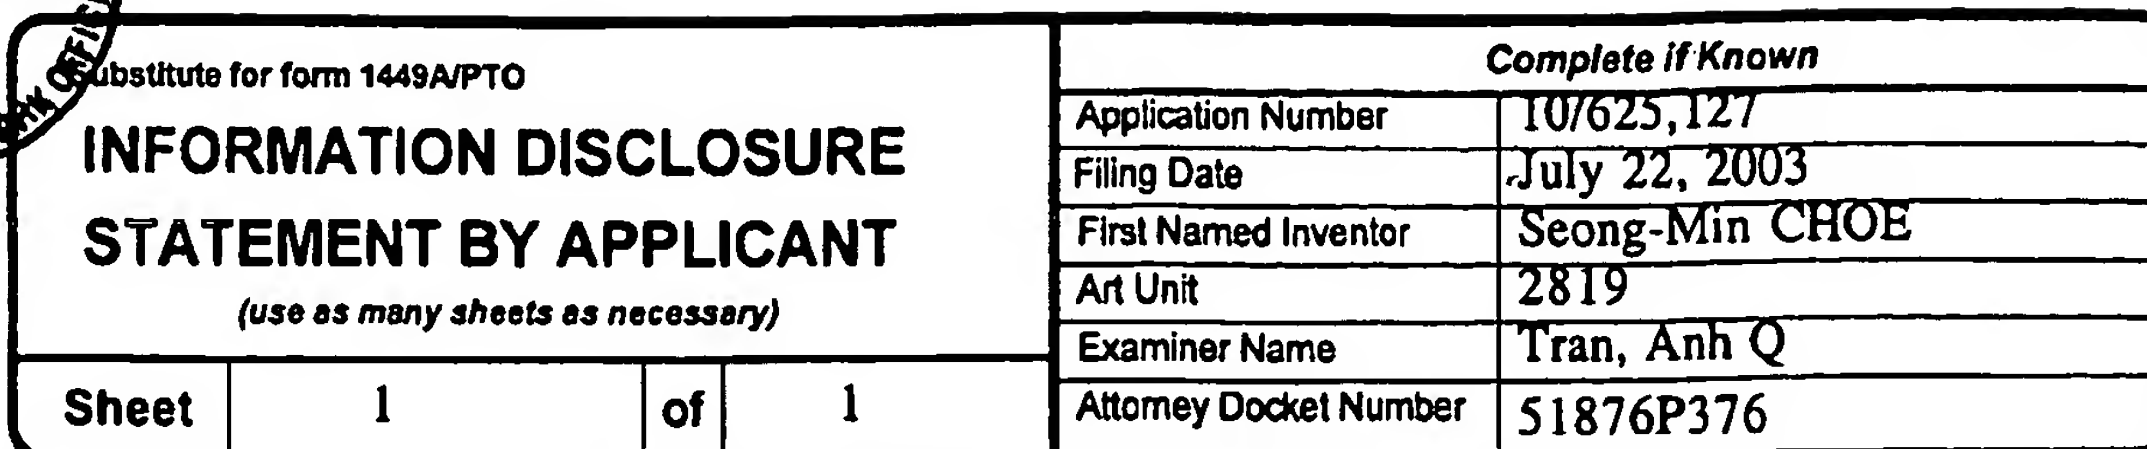 Substitute for form 1449A/PTO
INFORMATION DISCLOSURE
STATEMENT BY APPLICANT
(use as many sheets as necessary)
Sheet 1 of 1
Complete if Known
Application Number 10/625,127
Filing Date July 22, 2003
First Named Inventor Seong-Min CHOE
Art Unit 2819
Examiner Name Tran, Anh Q
Attorney Docket Number 51876P376